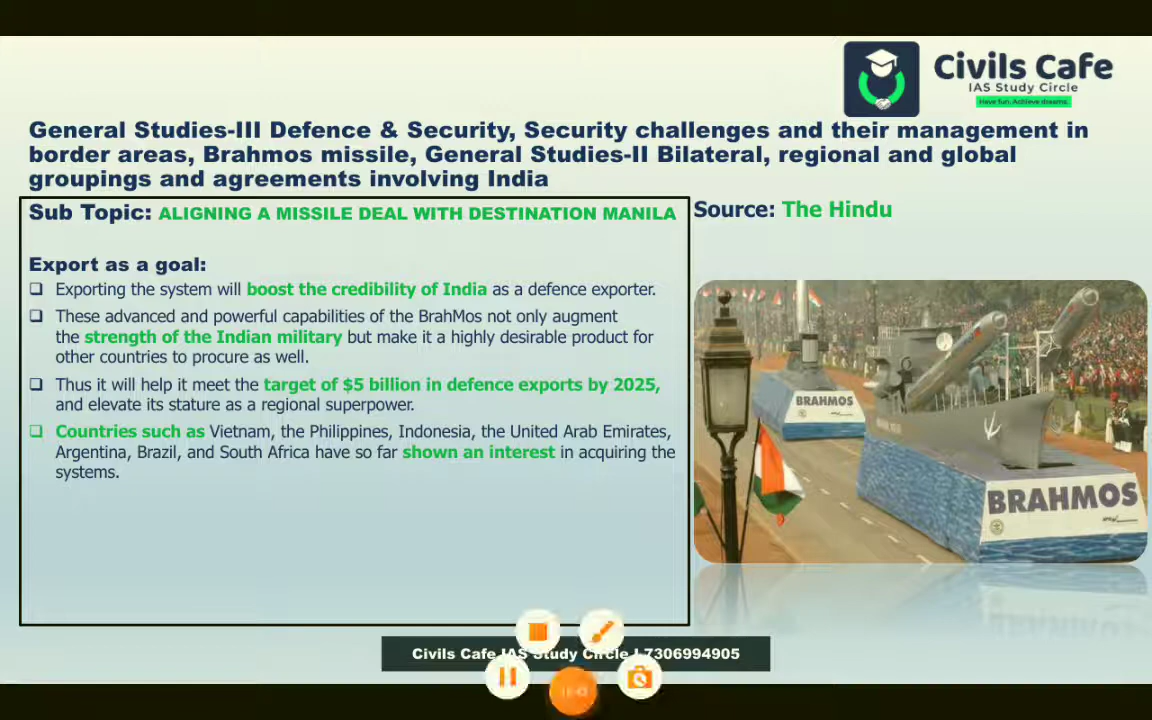 Civils Cafe
IAS Study Circle
Have fun, Achieve dreams.
General Studies-III Defence & Security, Security challenges and their management in
border areas, Brahmos missile, General Studies-II Bilateral, regional and global
groupings and agreements involving India
Sub Topic: ALIGNING A MISSILE DEAL WITH DESTINATION MANILA
Source: The Hindu
Export as a goal:
❑ Exporting the system will boost the credibility of India as a defence exporter.
❑ These advanced and powerful capabilities of the BrahMos not only augment
the strength of the Indian military but make it a highly desirable product for
other countries to procure as well.
❑ Thus it will help it meet the target of $5 billion in defence exports by 2025,
and elevate its stature as a regional superpower.
❑ Countries such as Vietnam, the Philippines, Indonesia, the United Arab Emirates,
Argentina, Brazil, and South Africa have so far shown an interest in acquiring the
systems.
BRAHMOS
BRAHMOS
Civils Cafe IAS Study Circle I 7306994905